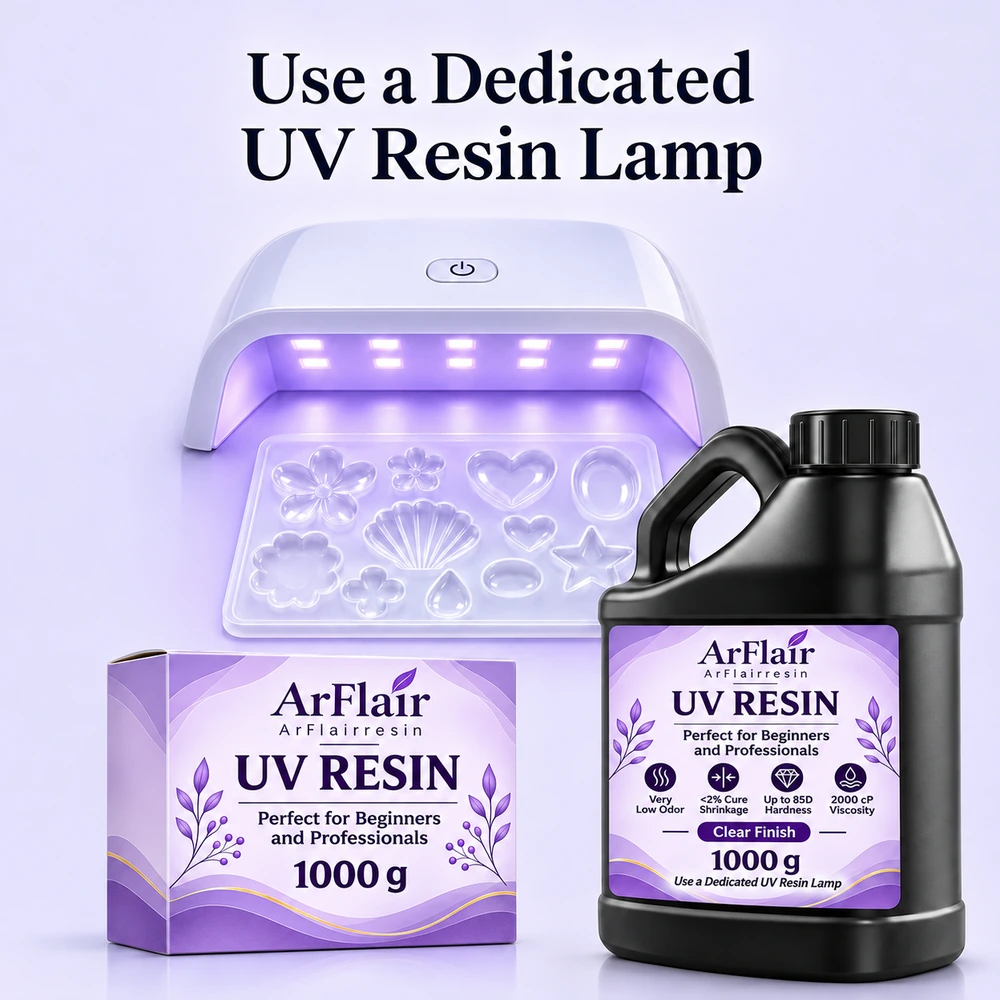 Use a Dedicated
UV Resin Lamp
ArFlair
ArFlairresin
UV RESIN
Perfect for Beginners
and Professionals
1000 g
ArFlair
ArFlairresin
UV RESIN
Perfect for Beginners
and Professionals
Very
Low Odor
<2% Cure
Shrinkage
Up to 85D
Hardness
2000 cP
Viscosity
Clear Finish
1000 g
Use a Dedicated UV Resin Lamp